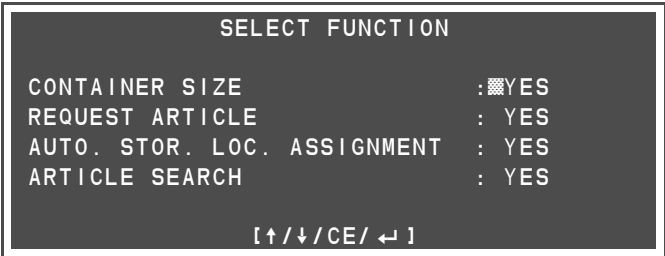 SELECT FUNCTION
CONTAINER SIZE :▒YES
REQUEST ARTICLE : YES
AUTO. STOR. LOC. ASSIGNMENT : YES
ARTICLE SEARCH : YES
[↑/↓/CE/ ↵ ]